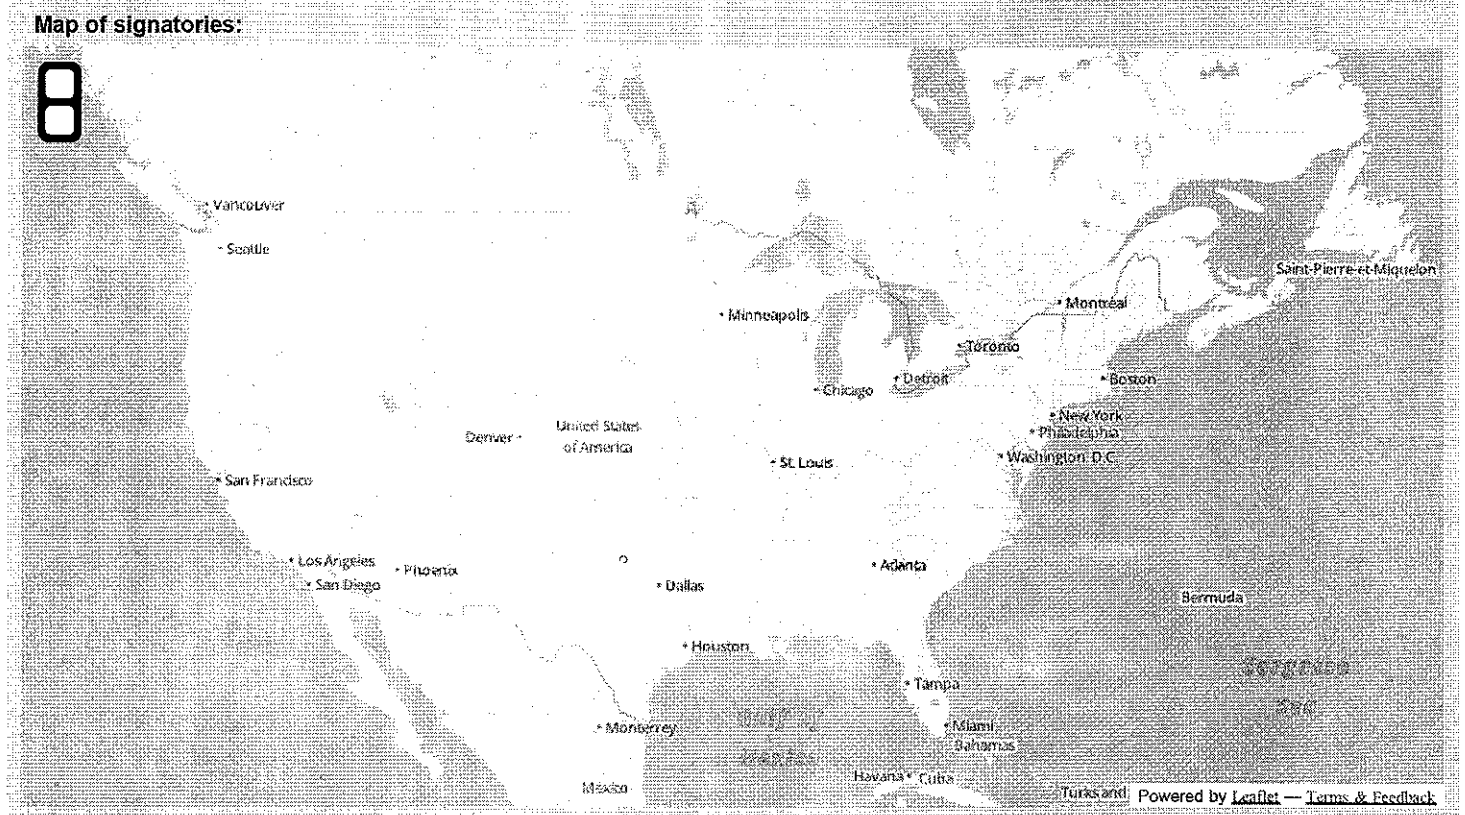 Map of signatories:
Vancouver
Seattle
Saint-Pierre-et-Miquelon
Montréal
Minneapolis
Toronto
Detroit
Boston
Chicago
New York
United States
of America
Philadelphia
Denver
Washington D.C.
St. Louis
San Francisco
Los Angeles
Phoenix
Atlanta
San Diego
Dallas
Bermuda
Houston
Tampa
Monterrey
Miami
Bahamas
Havana
Cuba
México
Turks and
Powered by Leaflet — Terms & Feedback